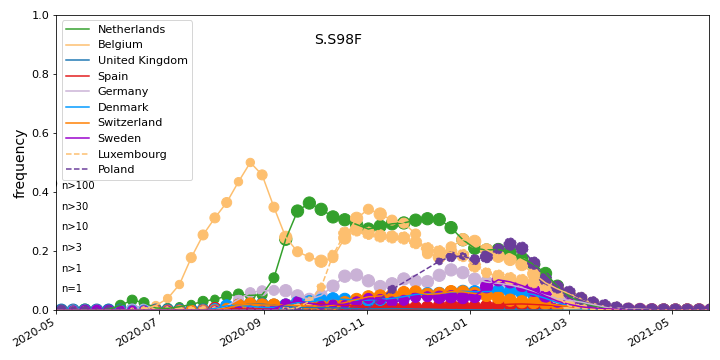 S.S98F
frequency
1.0
0.8
0.6
0.4
0.2
0.0
Netherlands
Belgium
United Kingdom
Spain
Germany
Denmark
Switzerland
Sweden
Luxembourg
Poland
n>100
n>30
n>10
n>3
n>1
n=1
2020-05
2020-07
2020-09
2020-11
2021-01
2021-03
2021-05